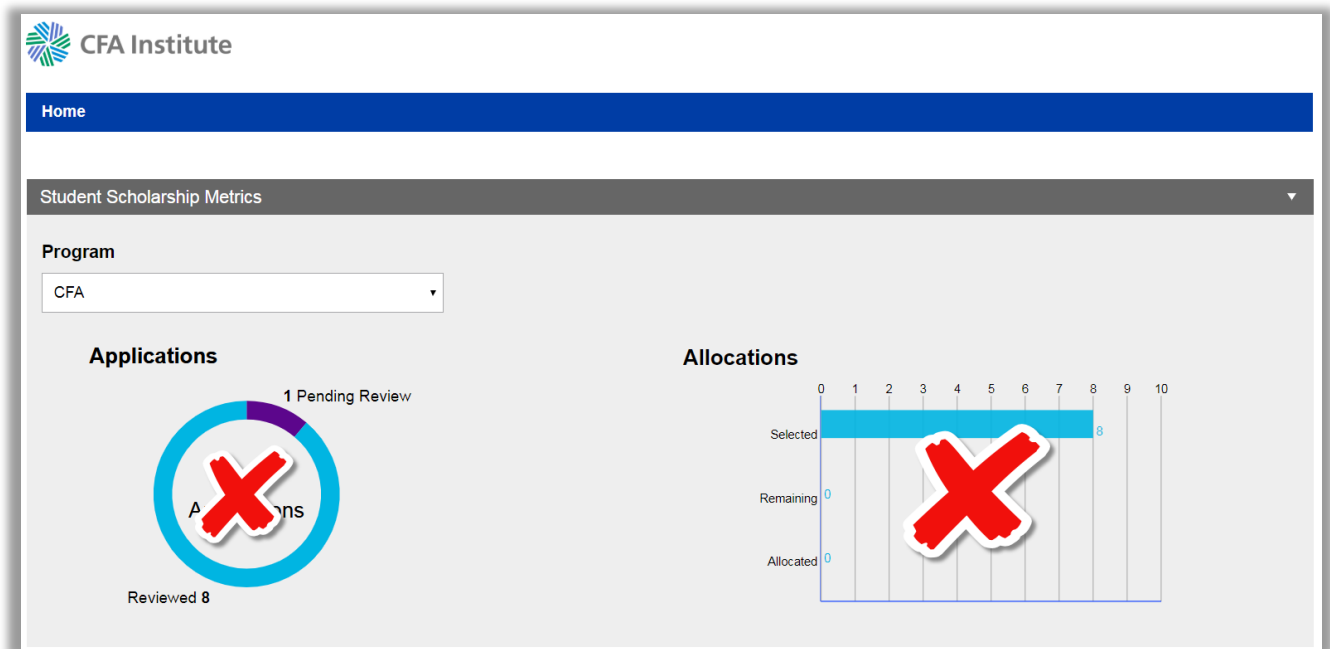 CFA Institute
Home
Student Scholarship Metrics
Program
CFA
Applications
1 Pending Review
Reviewed 8
Allocations
0 1 2 3 4 5 6 7 8 9 10
Selected 8
Remaining 0
Allocated 0